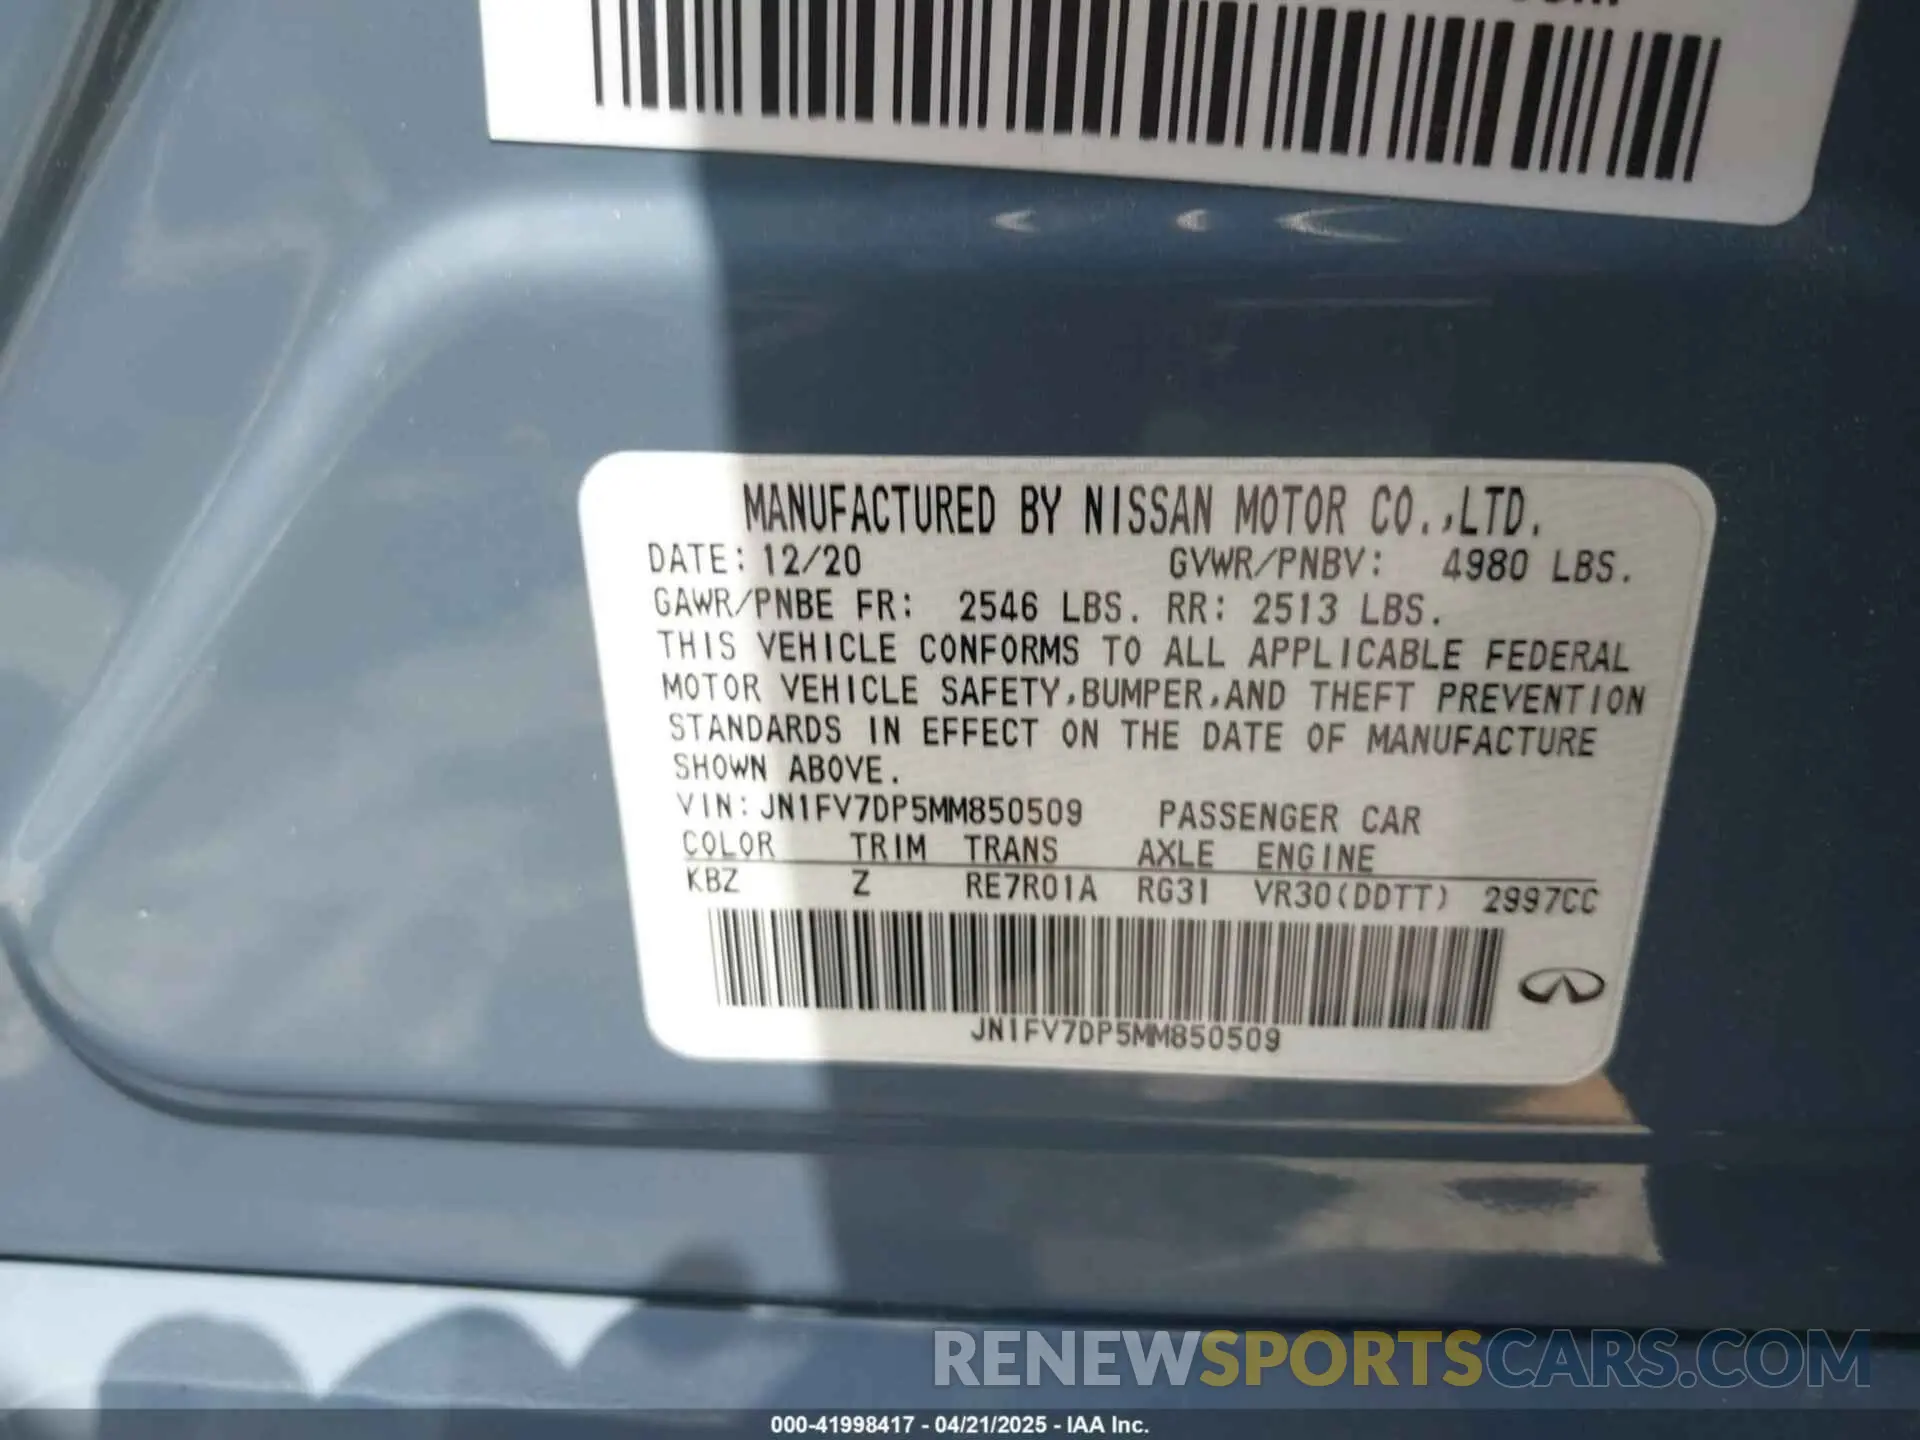 MANUFACTURED BY NISSAN MOTOR CO.,LTD.
DATE: 12/20 GVWR/PNBV: 4980 LBS.
GAWR/PNBE FR: 2546 LBS. RR: 2513 LBS.
THIS VEHICLE CONFORMS TO ALL APPLICABLE FEDERAL
MOTOR VEHICLE SAFETY,BUMPER,AND THEFT PREVENTION
STANDARDS IN EFFECT ON THE DATE OF MANUFACTURE
SHOWN ABOVE.
VIN: JN1FV7DP5MM850509 PASSENGER CAR
COLOR TRIM TRANS AXLE ENGINE
KBZ Z RE7R01A RG31 VR30(DDTT) 2997CC
JN1FV7DP5MM850509
RENEWSPORTSCARS.COM
000-41998417 - 04/21/2025 - IAA Inc.